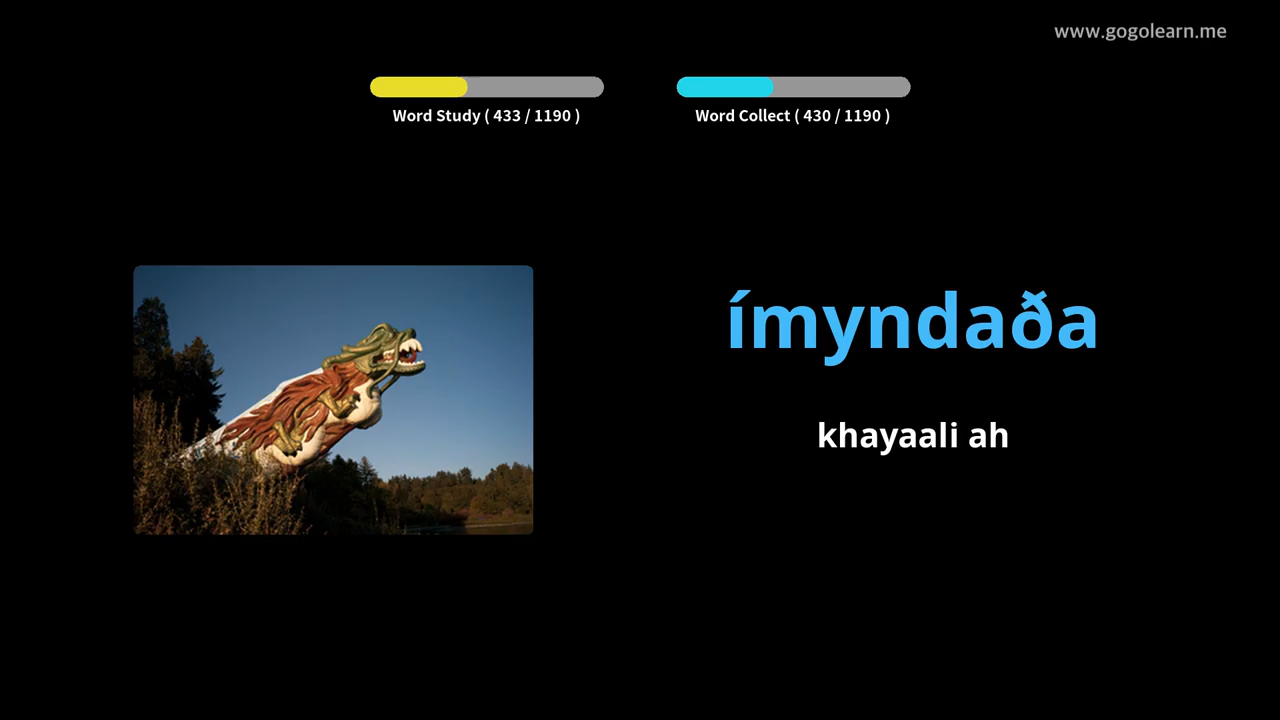 www.gogolearn.me
Word Study ( 433 / 1190 )
Word Collect ( 430 / 1190 )
ímyndaða
khayaali ah